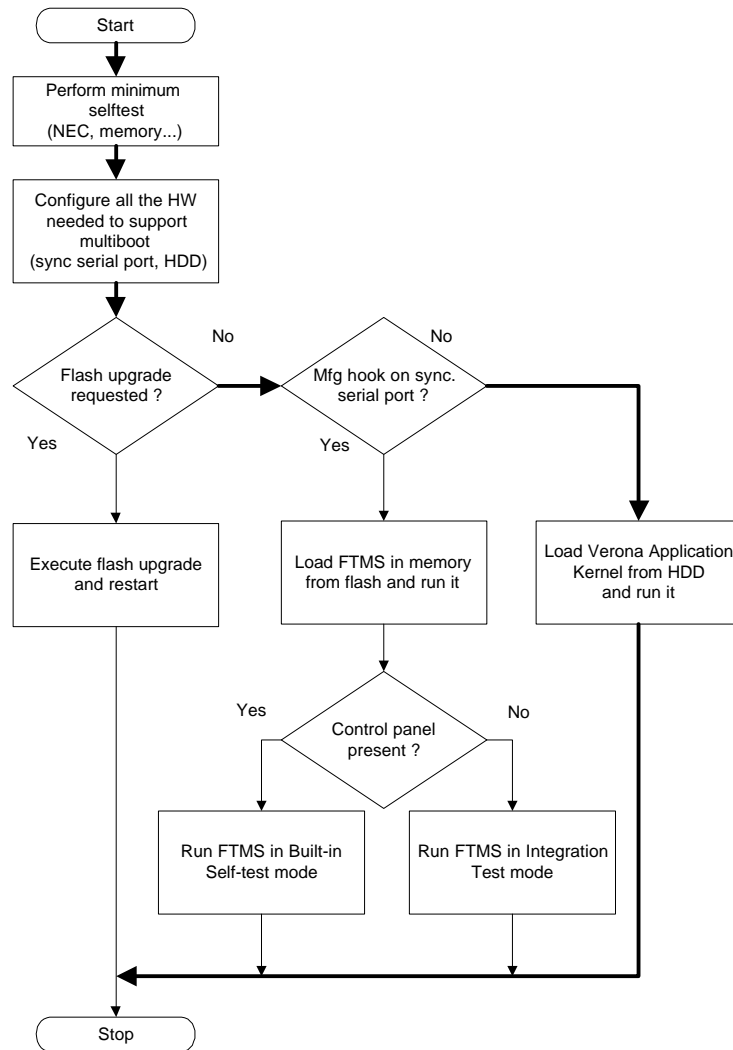 Start
Perform minimum
selftest
(NEC, memory...)
Configure all the HW
needed to support
multiboot
(sync serial port, HDD)
No
No
Flash upgrade
requested ?
Mfg hook on sync.
serial port ?
Yes
Yes
Execute flash upgrade
and restart
Load FTMS in memory
from flash and run it
Load Verona Application
Kernel from HDD
and run it
Yes
No
Control panel
present ?
Run FTMS in Built-in
Self-test mode
Run FTMS in Integration
Test mode
Stop